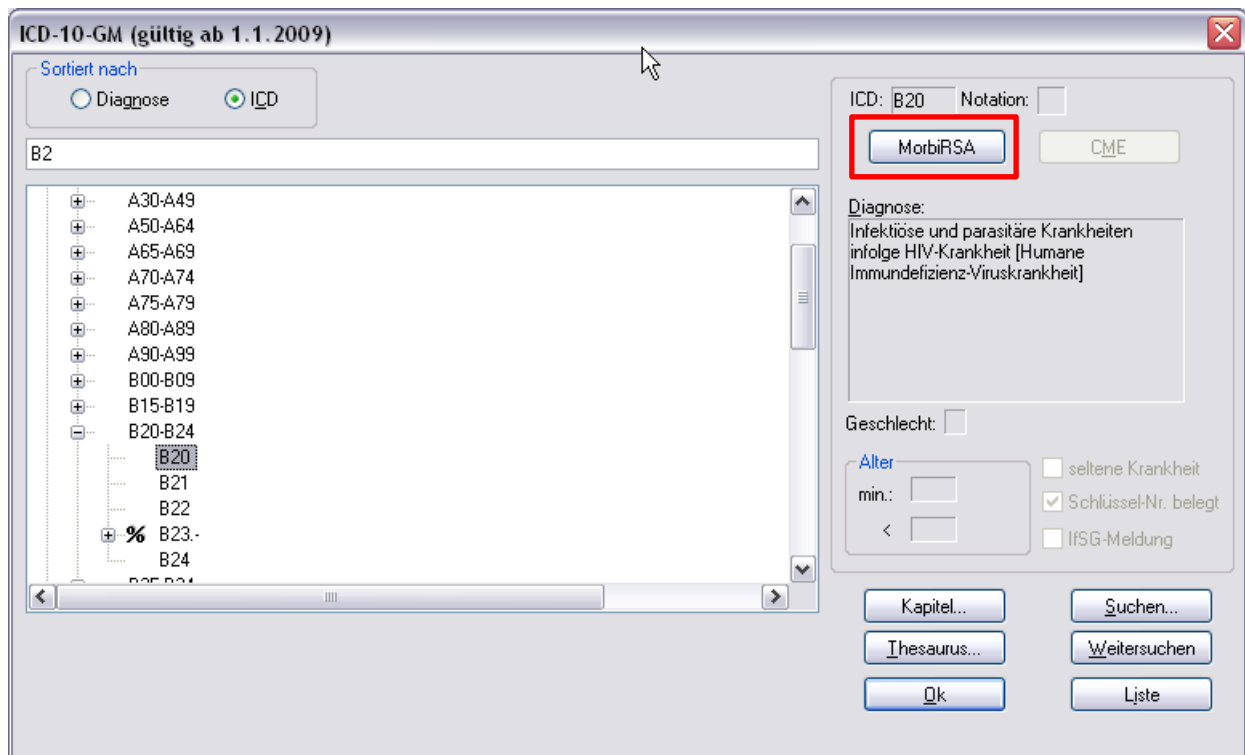 ICD-10-GM (gültig ab 1.1.2009)
Sortiert nach
Diagnose
ICD
B2
A30-A49
A50-A64
A65-A69
A70-A74
A75-A79
A80-A89
A90-A99
B00-B09
B15-B19
B20-B24
B20
B21
B22
% B23.-
B24
ICD: B20 Notation:
MorbiRSA
CME
Diagnose:
Infektiöse und parasitäre Krankheiten
infolge HIV-Krankheit [Humane
Immundefizienz-Viruskrankheit]
Geschlecht:
Alter
min.:
<
seltene Krankheit
Schlüssel-Nr. belegt
IfSG-Meldung
Kapitel...
Suchen...
Thesaurus...
Weitersuchen
Ok
Liste